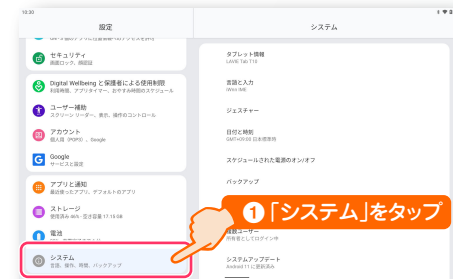 10:30
設定
システム
セキュリティ
画面ロック、顔認証
Digital Wellbeing と保護者による使用制限
利用時間、アプリタイマー、おやすみ時間のスケジュール
ユーザー補助
スクリーン リーダー、表示、操作のコントロール
アカウント
個人用（POP3）、Google
Google
サービスと設定
アプリと通知
最近使ったアプリ、デフォルトのアプリ
ストレージ
電池
システム
言語、操作、時間、バックアップ
タブレット情報
LAVIE Tab T10
言語と入力
iWnn IME
ジェスチャー
日付と時刻
GMT+09:00 日本標準時
スケジュールされた電源のオン/オフ
バックアップ
❶「システム」をタップ
複数ユーザー
所有者としてログイン中
システムアップデート
Android 11 に更新済み